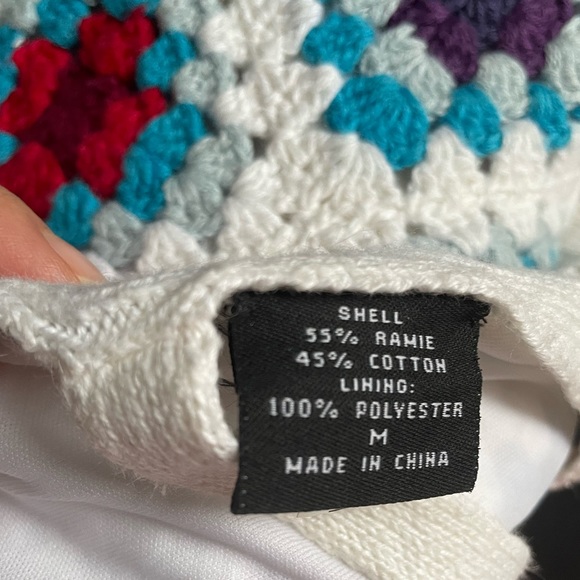 SHELL:
55% RAMIE
45% COTTON
LINING:
100% POLYESTER
M
MADE IN CHINA